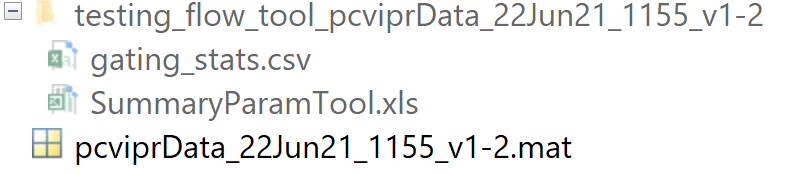 testing_flow_tool_pcviprData_22Jun21_1155_v1-2
gating_stats.csv
SummaryParamTool.xls
pcviprData_22Jun21_1155_v1-2.mat